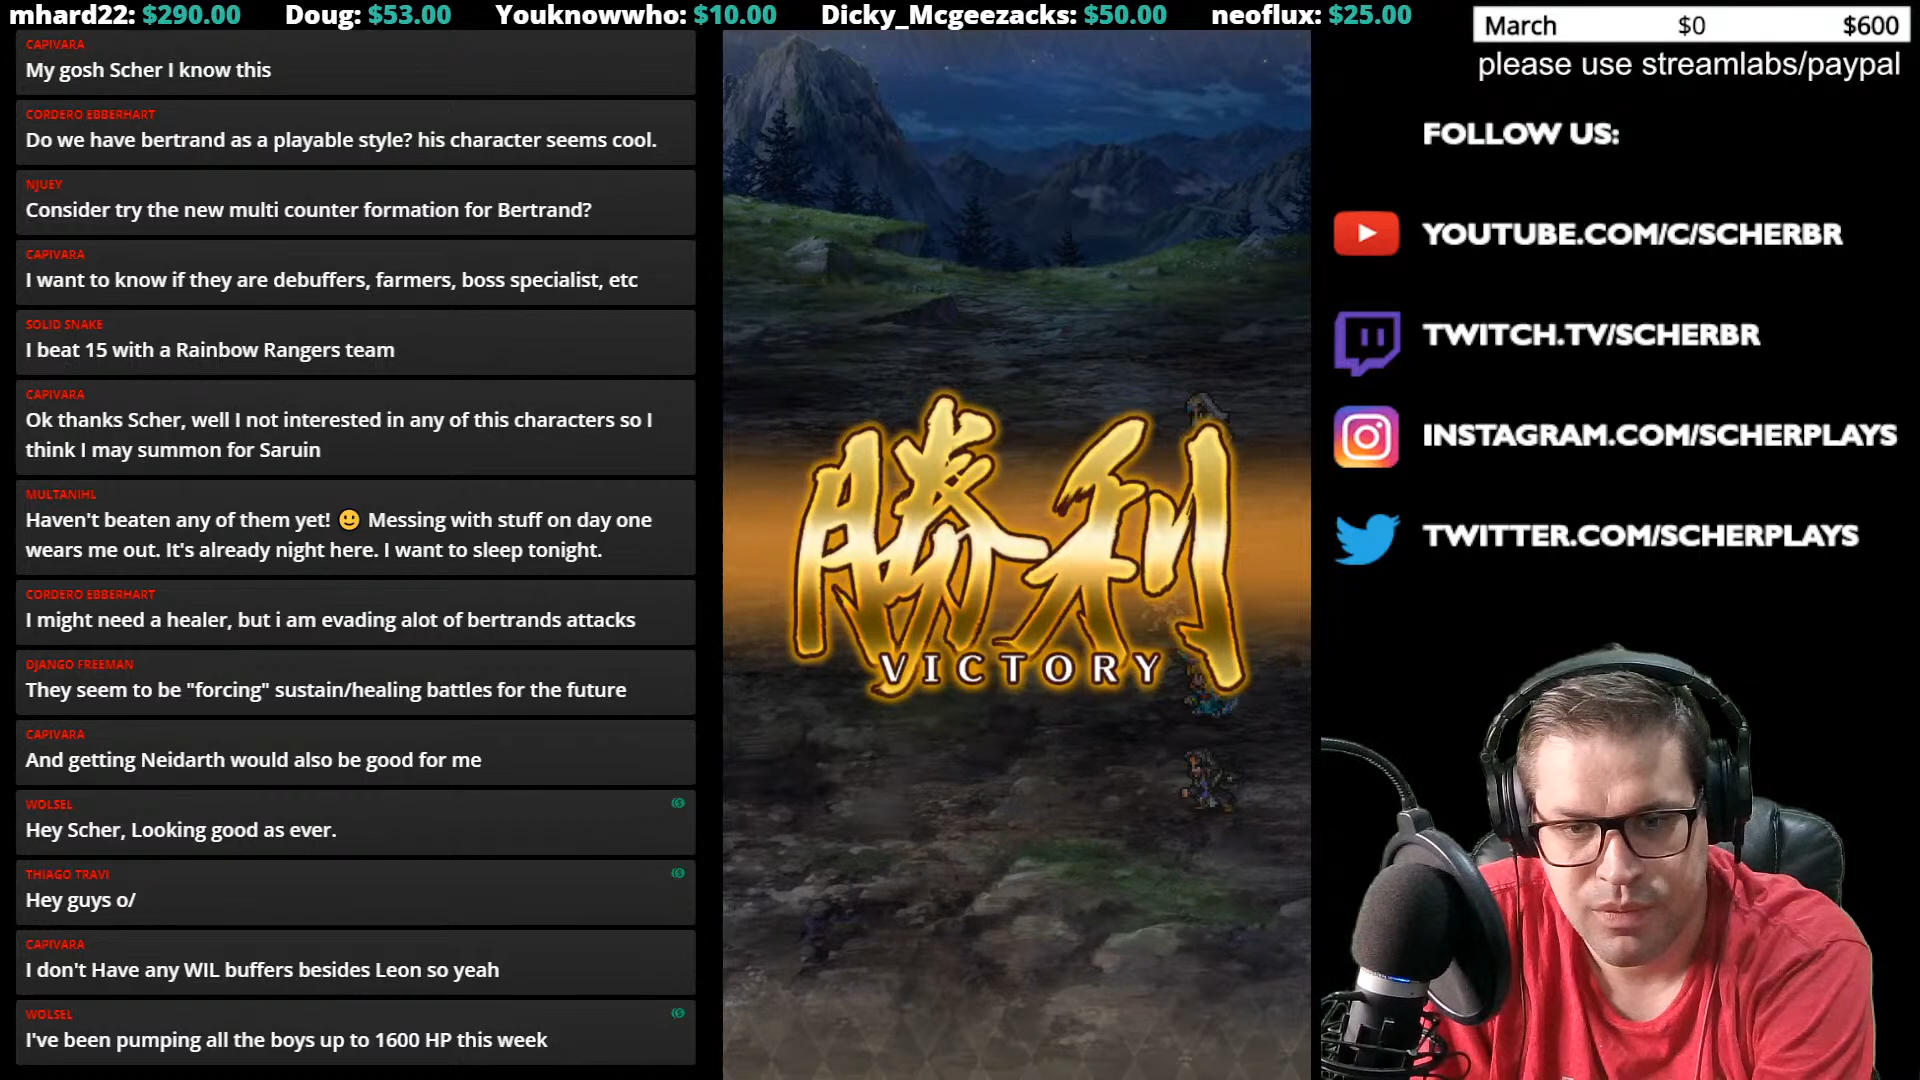 mhard22: $290.00 Doug: $53.00 Youknowwho: $10.00 Dicky_Mcgeezacks: $50.00 neoflux: $25.00
March $0 $600
please use streamlabs/paypal
CAPIVARA
My gosh Scher I know this
CORDERO EBBERHART
Do we have bertrand as a playable style? his character seems cool.
NJUEY
Consider try the new multi counter formation for Bertrand?
CAPIVARA
I want to know if they are debuffers, farmers, boss specialist, etc
SOLID SNAKE
I beat 15 with a Rainbow Rangers team
CAPIVARA
Ok thanks Scher, well I not interested in any of this characters so I
think I may summon for Saruin
MULTANIHL
Haven't beaten any of them yet! 🙂 Messing with stuff on day one
wears me out. It's already night here. I want to sleep tonight.
CORDERO EBBERHART
I might need a healer, but i am evading alot of bertrands attacks
DJANGO FREEMAN
They seem to be "forcing" sustain/healing battles for the future
CAPIVARA
And getting Neidarth would also be good for me
WOLSEL
Hey Scher, Looking good as ever.
THIAGO TRAVI
Hey guys o/
CAPIVARA
I don't Have any WIL buffers besides Leon so yeah
WOLSEL
I've been pumping all the boys up to 1600 HP this week
勝利
VICTORY
FOLLOW US:
YOUTUBE.COM/C/SCHERBR
TWITCH.TV/SCHERBR
INSTAGRAM.COM/SCHERPLAYS
TWITTER.COM/SCHERPLAYS